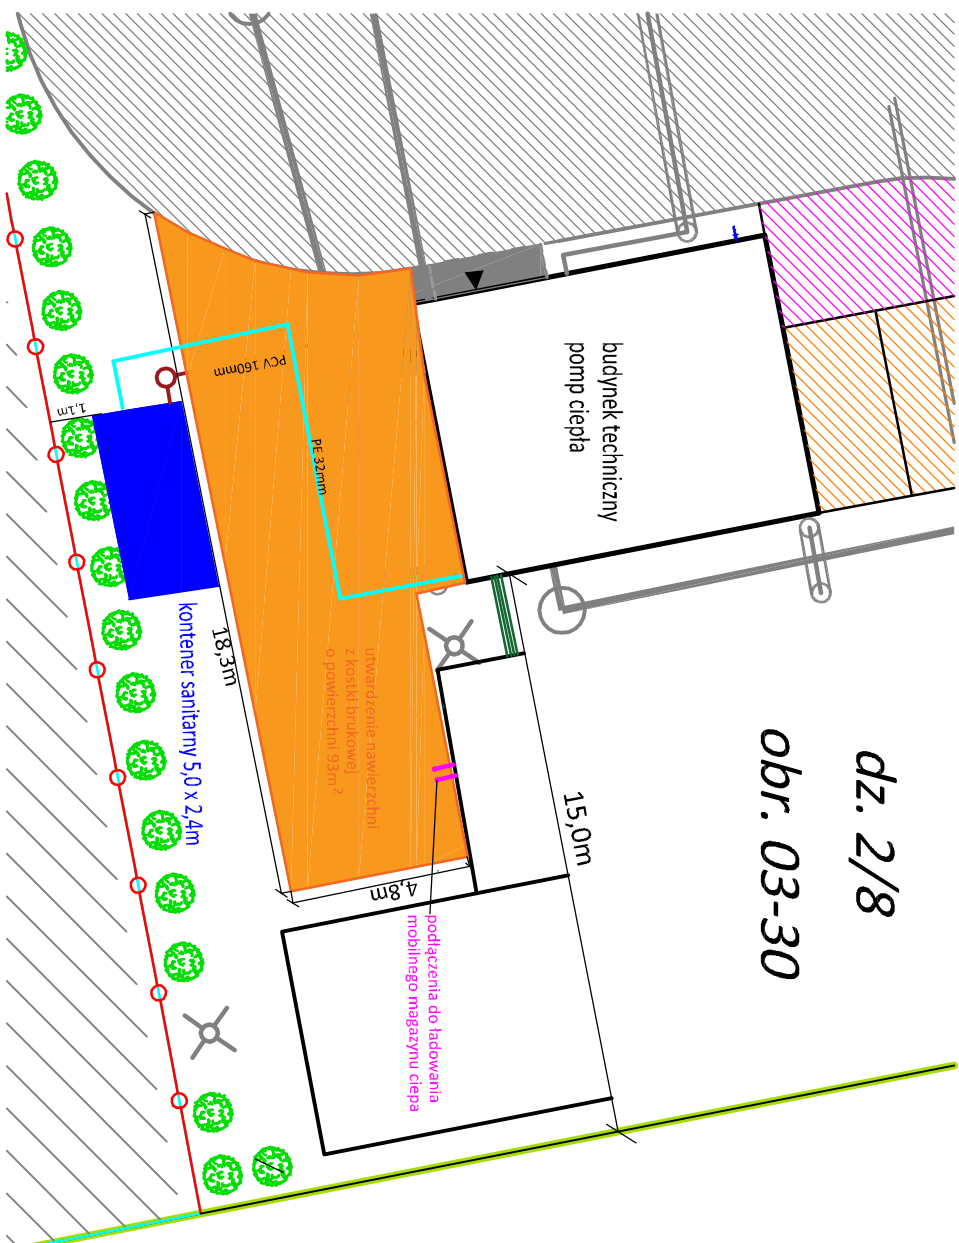 dz. 2/8
obr. 03-30
budynek techniczny
pomp ciepła
PCV 160mm
PE 32mm
1,1m
kontener sanitarny 5,0 x 2,4m
18,3m
utwardzenie nawierzchni
z kostki brukowej
o powierzchni 93m²
15,0m
4,8m
podłączenia do ładowania
mobilnego magazynu ciepa